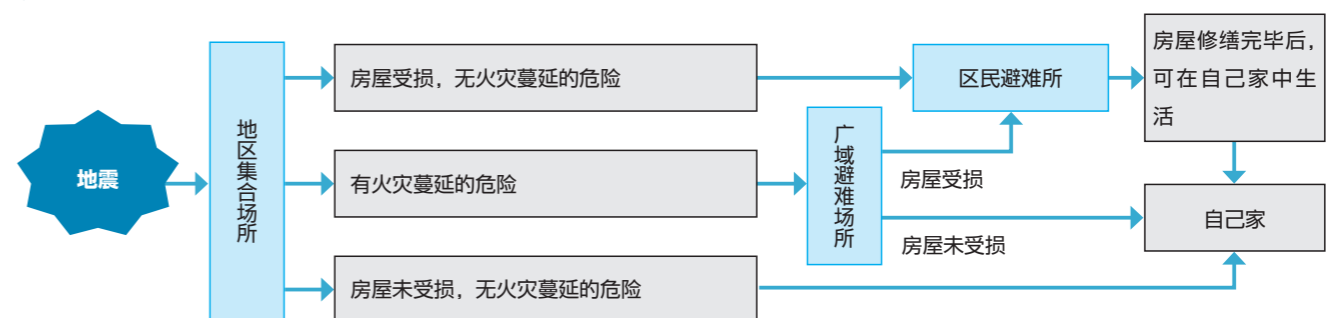 地震
地区集合场所
房屋受损，无火灾蔓延的危险
有火灾蔓延的危险
房屋未受损，无火灾蔓延的危险
广域避难场所
房屋受损
房屋未受损
区民避难所
房屋修缮完毕后，
可在自己家中生
活
自己家